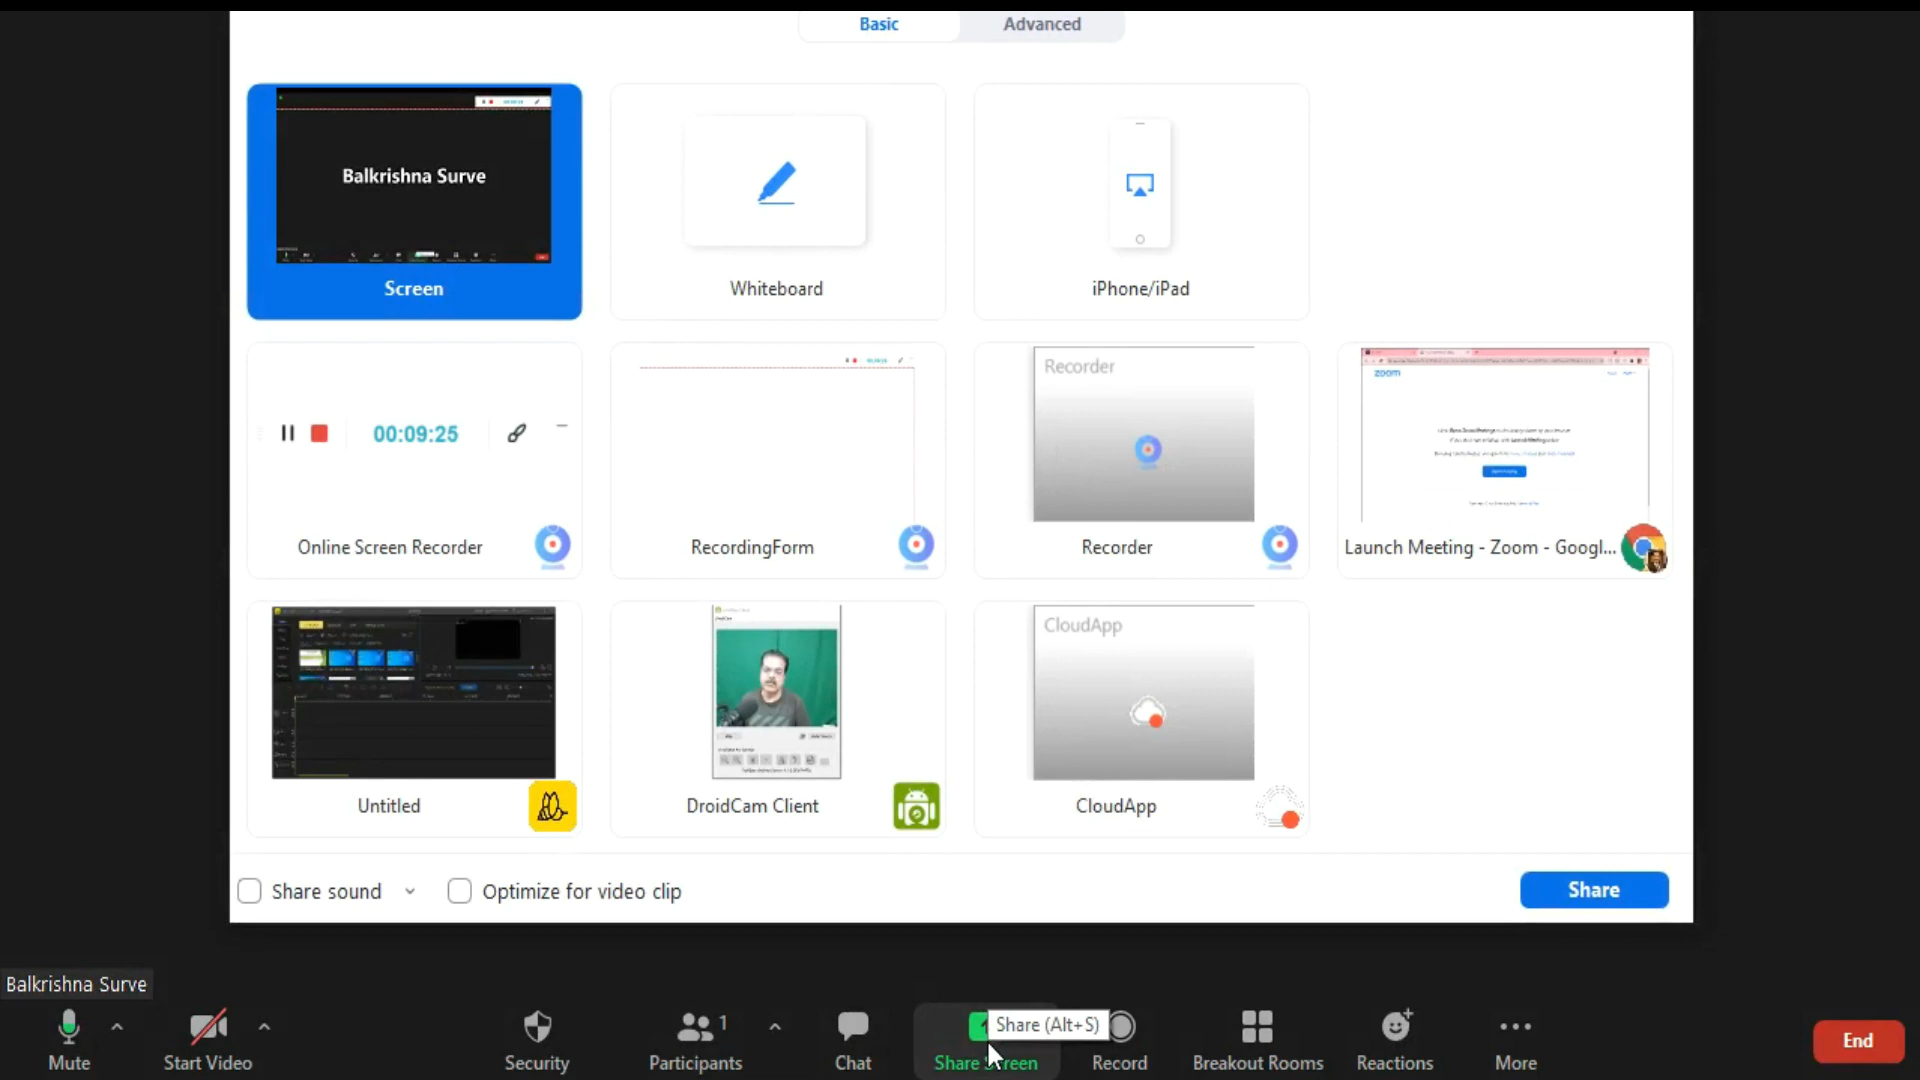 Basic Advanced
Balkrishna Surve
Screen
Whiteboard
iPhone/iPad
00:09:25
Online Screen Recorder
RecordingForm
Recorder
Recorder
zoom
Launch Meeting - Zoom - Googl...
Untitled
DroidCam Client
CloudApp
CloudApp
Share sound
Optimize for video clip
Share
Balkrishna Surve
Mute
Start Video
Security
1
Participants
Chat
Share (Alt+S)
Share Screen
Record
Breakout Rooms
Reactions
More
End